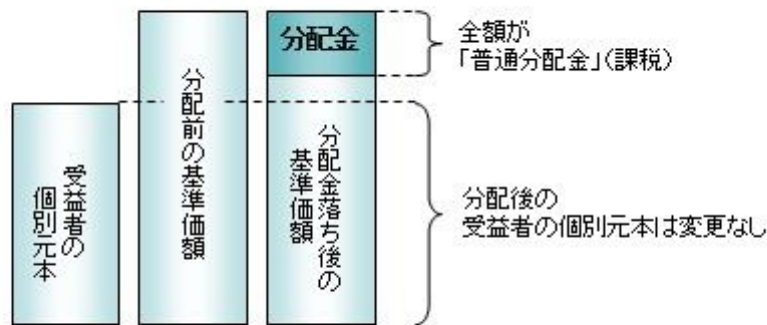 受益者の
個別元本
分配前の基準価額
分配金
分配金落ち後の
基準価額
全額が
「普通分配金」(課税)
分配後の
受益者の個別元本は変更なし